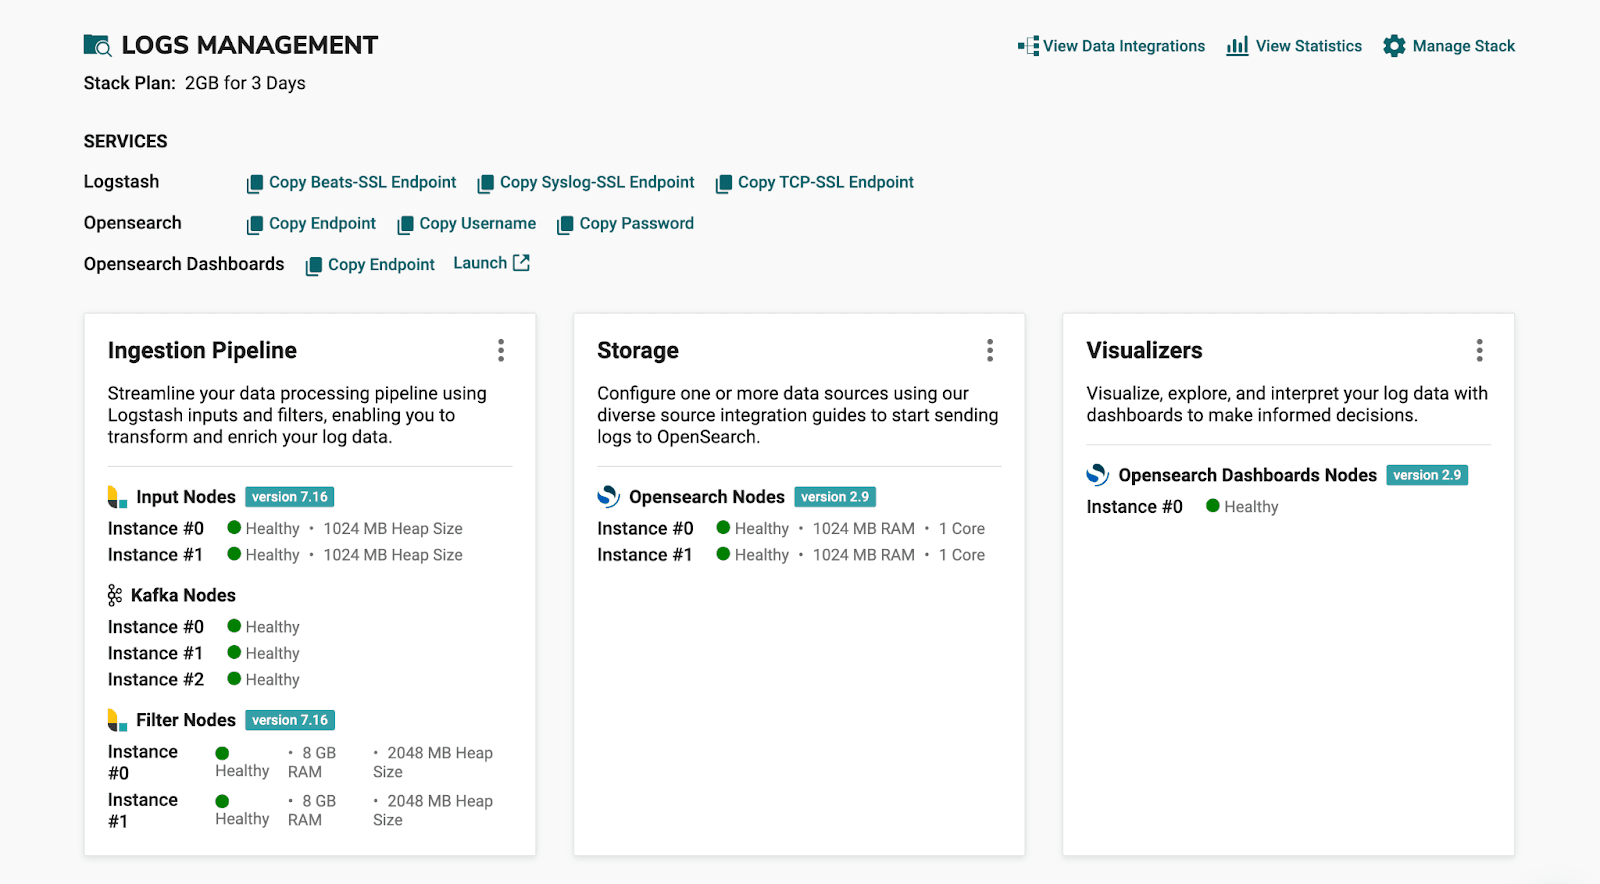 LOGS MANAGEMENT
View Data Integrations
View Statistics
Manage Stack
Stack Plan: 2GB for 3 Days
SERVICES
Logstash
Copy Beats-SSL Endpoint
Copy Syslog-SSL Endpoint
Copy TCP-SSL Endpoint
Opensearch
Copy Endpoint
Copy Username
Copy Password
Opensearch Dashboards
Copy Endpoint
Launch
Ingestion Pipeline
Streamline your data processing pipeline using
Logstash inputs and filters, enabling you to
transform and enrich your log data.
Input Nodes version 7.16
Instance #0 Healthy • 1024 MB Heap Size
Instance #1 Healthy • 1024 MB Heap Size
Kafka Nodes
Instance #0 Healthy
Instance #1 Healthy
Instance #2 Healthy
Filter Nodes version 7.16
Instance
#0
Healthy
• 8 GB
RAM
• 2048 MB Heap
Size
Instance
#1
Healthy
• 8 GB
RAM
• 2048 MB Heap
Size
Storage
Configure one or more data sources using our
diverse source integration guides to start sending
logs to OpenSearch.
Opensearch Nodes version 2.9
Instance #0 Healthy • 1024 MB RAM • 1 Core
Instance #1 Healthy • 1024 MB RAM • 1 Core
Visualizers
Visualize, explore, and interpret your log data with
dashboards to make informed decisions.
Opensearch Dashboards Nodes version 2.9
Instance #0 Healthy